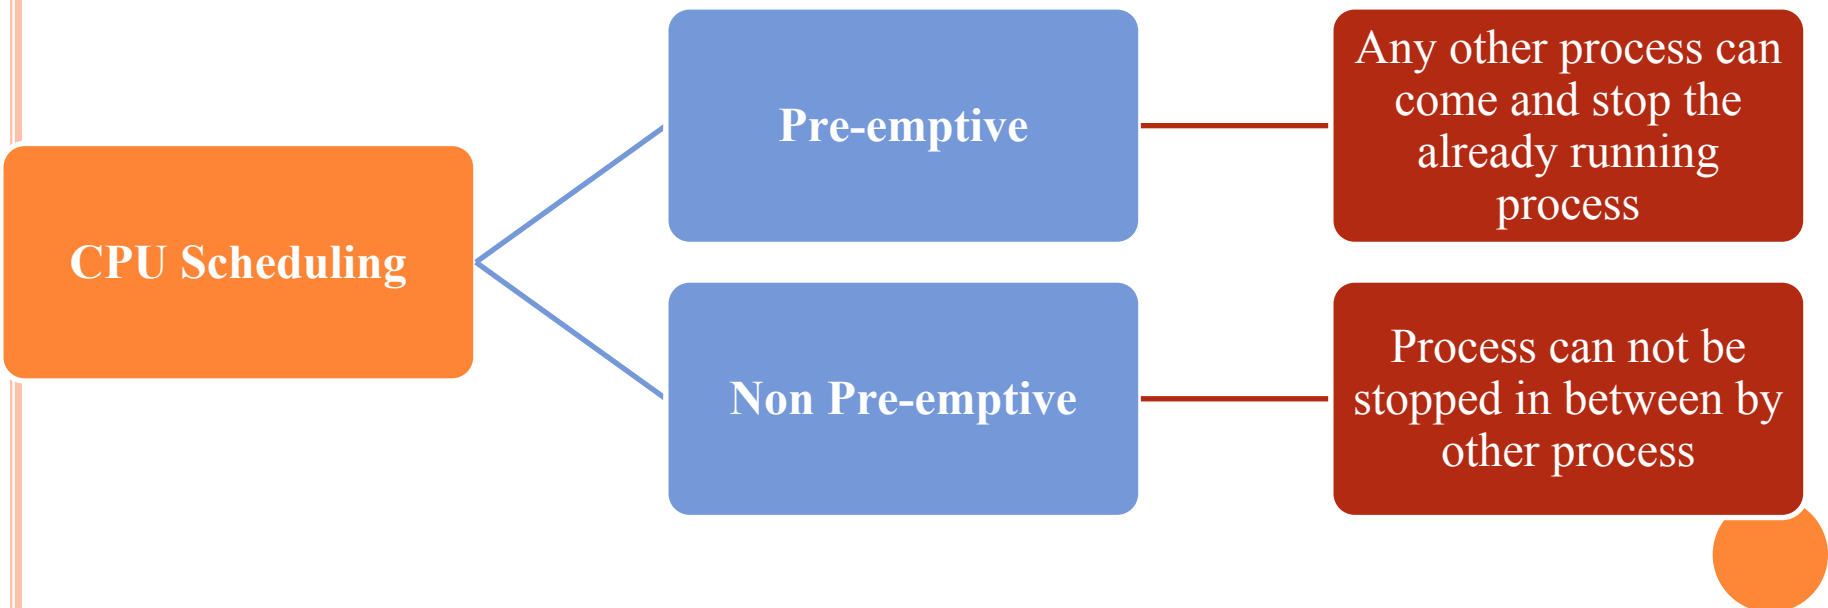 CPU Scheduling
Pre-emptive
Any other process can
come and stop the
already running
process
Non Pre-emptive
Process can not be
stopped in between by
other process